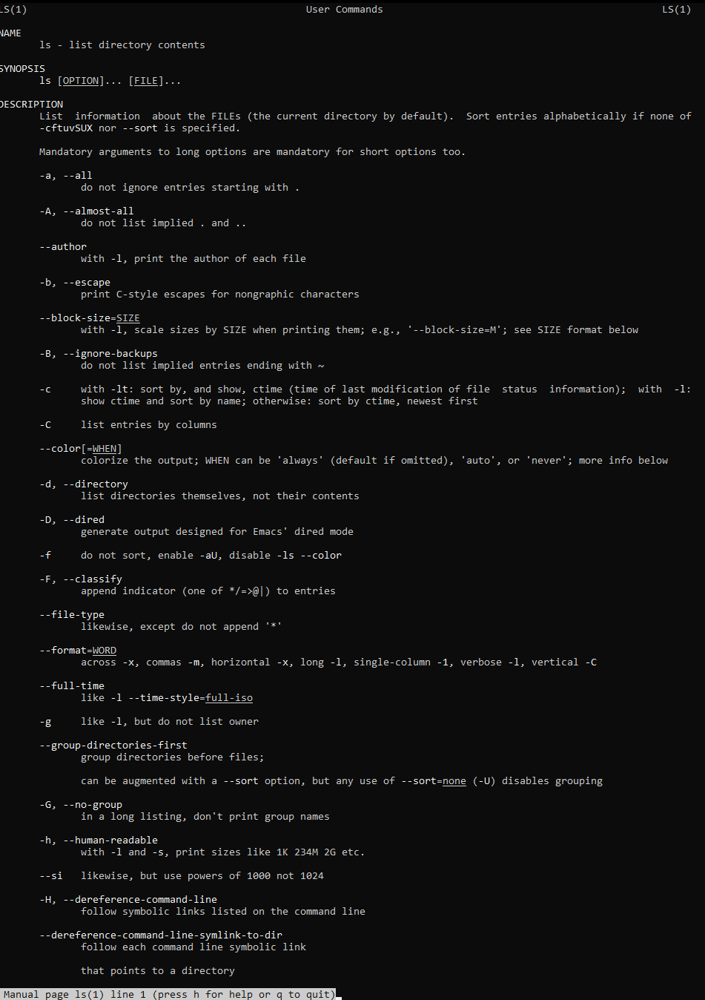 LS(1) User Commands LS(1)
NAME
ls - list directory contents
SYNOPSIS
ls [OPTION]... [FILE]...
DESCRIPTION
List information about the FILEs (the current directory by default). Sort entries alphabetically if none of
-cftuvSUX nor --sort is specified.
Mandatory arguments to long options are mandatory for short options too.
-a, --all
do not ignore entries starting with .
-A, --almost-all
do not list implied . and ..
--author
with -l, print the author of each file
-b, --escape
print C-style escapes for nongraphic characters
--block-size=SIZE
with -l, scale sizes by SIZE when printing them; e.g., '--block-size=M'; see SIZE format below
-B, --ignore-backups
do not list implied entries ending with ~
-c with -lt: sort by, and show, ctime (time of last modification of file status information); with -l:
show ctime and sort by name; otherwise: sort by ctime, newest first
-C list entries by columns
--color[=WHEN]
colorize the output; WHEN can be 'always' (default if omitted), 'auto', or 'never'; more info below
-d, --directory
list directories themselves, not their contents
-D, --dired
generate output designed for Emacs' dired mode
-f do not sort, enable -aU, disable -ls --color
-F, --classify
append indicator (one of */=>@|) to entries
--file-type
likewise, except do not append '*'
--format=WORD
across -x, commas -m, horizontal -x, long -l, single-column -1, verbose -l, vertical -C
--full-time
like -l --time-style=full-iso
-g like -l, but do not list owner
--group-directories-first
group directories before files;
can be augmented with a --sort option, but any use of --sort=none (-U) disables grouping
-G, --no-group
in a long listing, don't print group names
-h, --human-readable
with -l and -s, print sizes like 1K 234M 2G etc.
--si likewise, but use powers of 1000 not 1024
-H, --dereference-command-line
follow symbolic links listed on the command line
--dereference-command-line-symlink-to-dir
follow each command line symbolic link
that points to a directory
Manual page ls(1) line 1 (press h for help or q to quit)